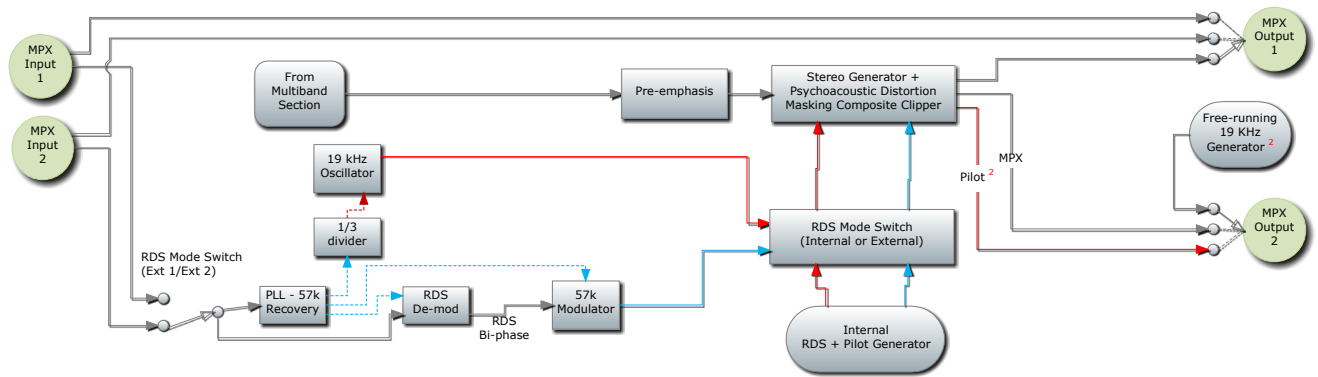 MPX
Input
1
MPX
Output
1
From
Multiband
Section
Pre-emphasis
Stereo Generator +
Psychoacoustic Distortion
Masking Composite Clipper
MPX
Input
2
Free-running
19 KHz
Generator 2
19 kHz
Oscillator
MPX
Pilot 2
1/3
divider
RDS Mode Switch
(Internal or External)
MPX
Output
2
RDS Mode Switch
(Ext 1/Ext 2)
PLL - 57k
Recovery
RDS
De-mod
RDS
Bi-phase
57k
Modulator
Internal
RDS + Pilot Generator